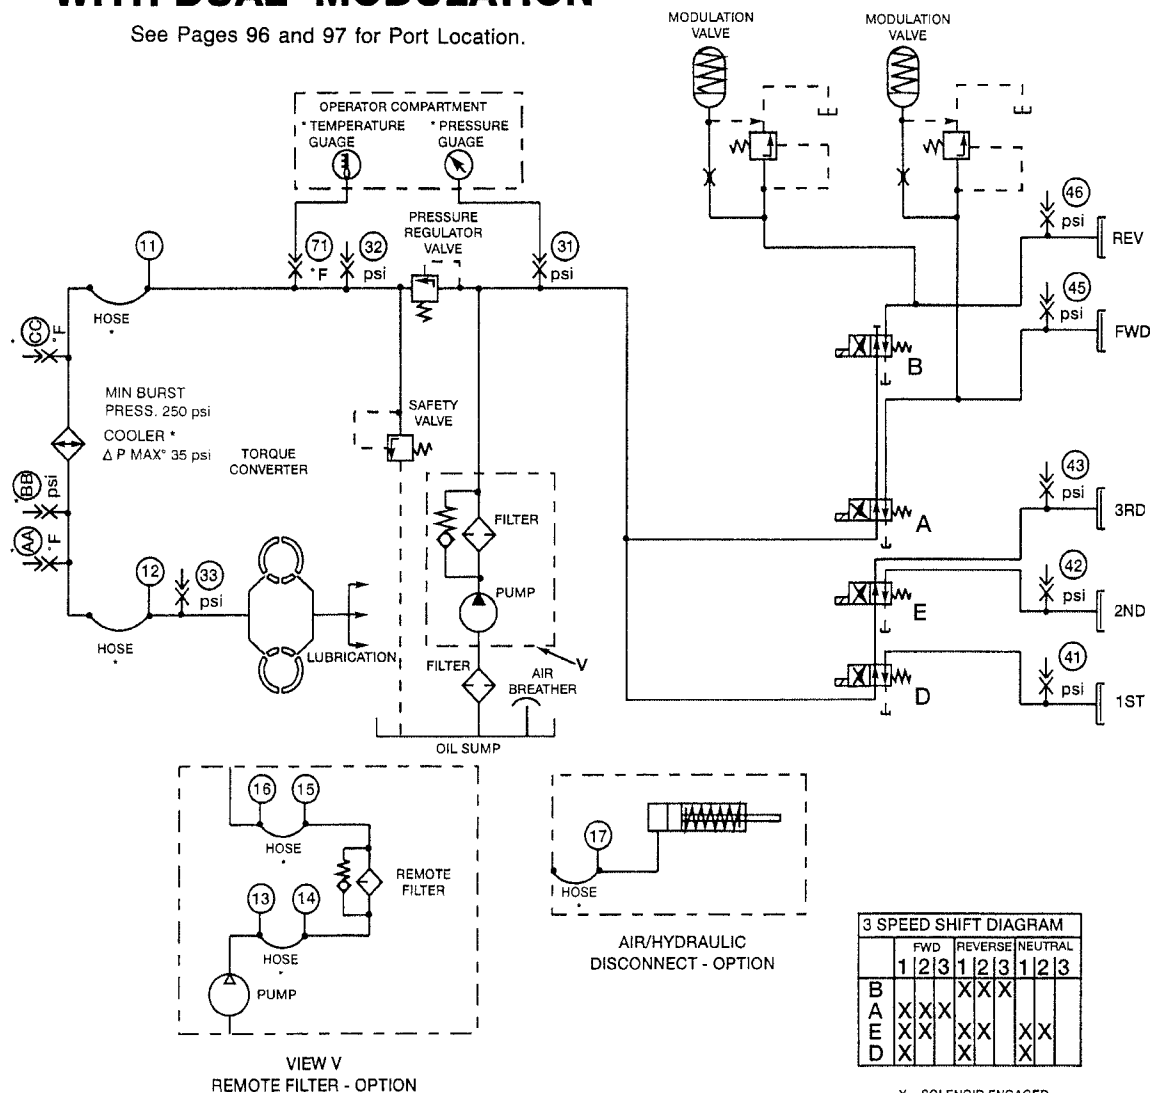 WITH DUAL MODULATION
See Pages 96 and 97 for Port Location.
MODULATION
VALVE
MODULATION
VALVE
OPERATOR COMPARTMENT
* TEMPERATURE
GUAGE
* PRESSURE
GUAGE
PRESSURE
REGULATOR
VALVE
11
71
°F
32
psi
31
psi
46
psi
REV
45
psi
FWD
HOSE
*
* CC
°F
B
MIN BURST
PRESS. 250 psi
COOLER *
Δ P MAX° 35 psi
TORQUE
CONVERTER
SAFETY
VALVE
* BB
psi
* AA
°F
FILTER
A
43
psi
3RD
12
33
psi
PUMP
E
42
psi
2ND
HOSE
*
LUBRICATION
FILTER
V
AIR
BREATHER
D
41
psi
1ST
OIL SUMP
16
15
HOSE
*
REMOTE
FILTER
13
14
HOSE
*
PUMP
VIEW V
REMOTE FILTER - OPTION
17
HOSE
*
AIR/HYDRAULIC
DISCONNECT - OPTION
3 SPEED SHIFT DIAGRAM
FWD REVERSE NEUTRAL
1 2 3 1 2 3 1 2 3
B X X X
A X X X
E X X X X X X
D X X X
X - SOLENOID ENGAGED